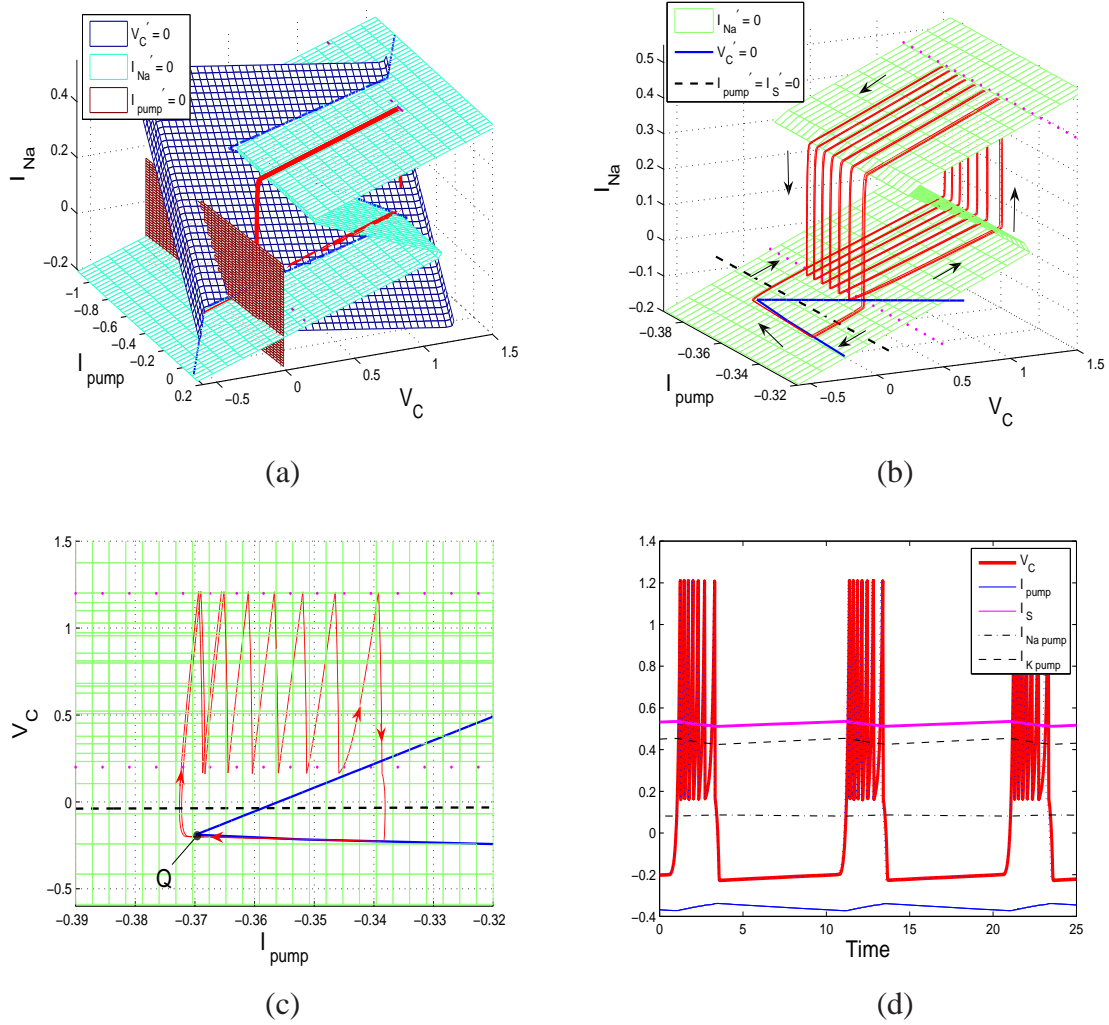 V_C' = 0
I_Na' = 0
I_pump' = 0
I_Na
0.4
0.2
0
−0.2
−1
−0.8
−0.6
−0.4
−0.2
0
0.2
I_pump
−0.5
0
0.5
1
1.5
V_C
(a)
I_Na' = 0
V_C' = 0
I_pump' = I_S' =0
I_Na
0.5
0.4
0.3
0.2
0.1
0
−0.1
−0.2
−0.38
−0.36
−0.34
−0.32
I_pump
−0.5
0
0.5
1
1.5
V_C
(b)
V_C
1.5
1
0.5
0
−0.5
Q
−0.39
−0.38
−0.37
−0.36
−0.35
−0.34
−0.33
−0.32
I_pump
(c)
1.4
1.2
1
0.8
0.6
0.4
0.2
0
−0.2
−0.4
V_C
I_pump
I_S
I_Na pump
I_K pump
0
5
10
15
20
25
Time
(d)